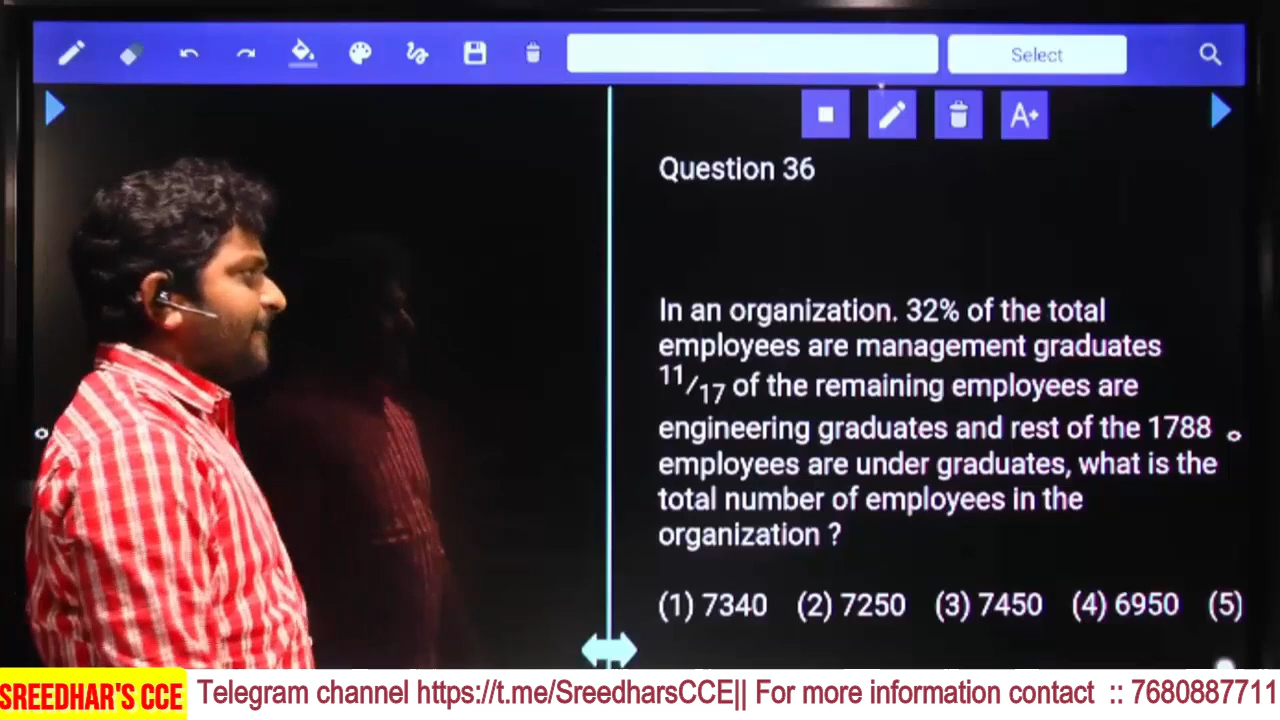 Select
A+
Question 36
In an organization. 32% of the total
employees are management graduates
11/17 of the remaining employees are
engineering graduates and rest of the 1788
employees are under graduates, what is the
total number of employees in the
organization ?
(1) 7340 (2) 7250 (3) 7450 (4) 6950 (5)
SREEDHAR'S CCE
Telegram channel https://t.me/SreedharsCCE|| For more information contact :: 7680887711